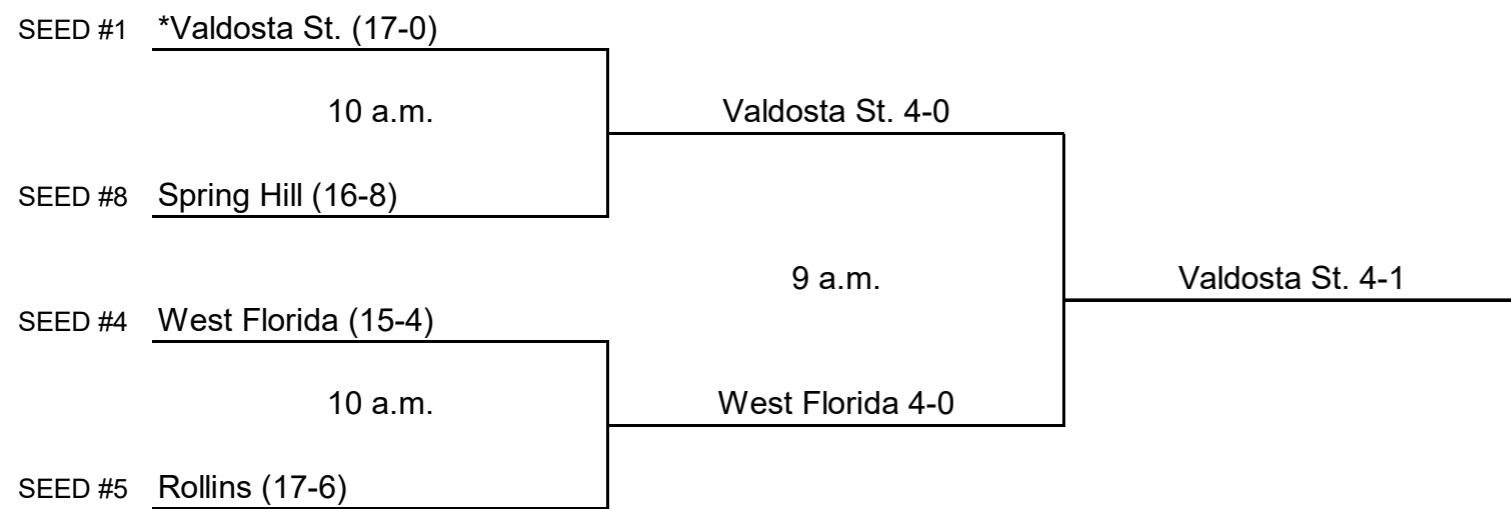 SEED #1 *Valdosta St. (17-0)
10 a.m.
Valdosta St. 4-0
SEED #8 Spring Hill (16-8)
9 a.m.
Valdosta St. 4-1
SEED #4 West Florida (15-4)
10 a.m.
West Florida 4-0
SEED #5 Rollins (17-6)